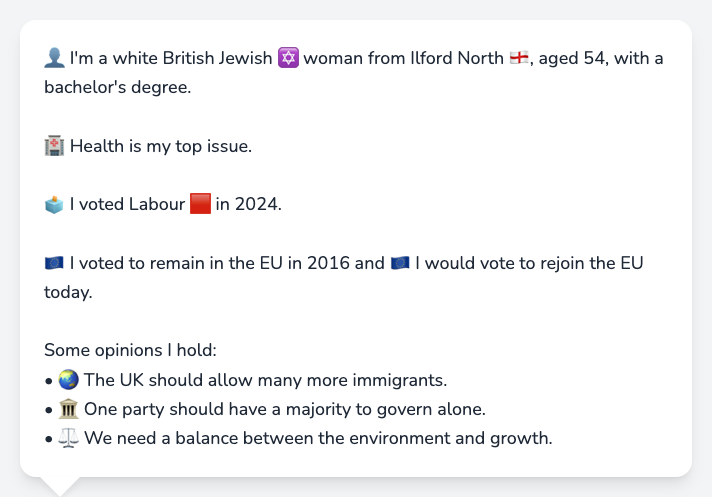 👤 I'm a white British Jewish ✡️ woman from Ilford North 🏴󠁧󠁢󠁥󠁮󠁧󠁿, aged 54, with a
bachelor's degree.
🏥 Health is my top issue.
🗳️ I voted Labour 🟥 in 2024.
🇪🇺 I voted to remain in the EU in 2016 and 🇪🇺 I would vote to rejoin the EU
today.
Some opinions I hold:
• 🌏 The UK should allow many more immigrants.
• 🏛️ One party should have a majority to govern alone.
• ⚖️ We need a balance between the environment and growth.